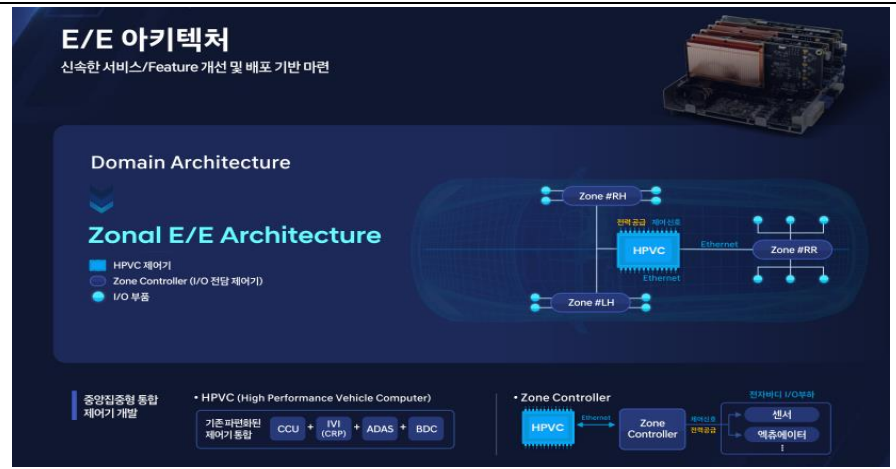 E/E 아키텍처
신속한 서비스/Feature 개선 및 배포 기반 마련
Domain Architecture
Zonal E/E Architecture
HPVC 제어기
Zone Controller (I/O 전담 제어기)
I/O 부품
Zone #RH
전력 공급 제어 신호
HPVC
Ethernet
Zone #RR
Ethernet
Zone #LH
중앙집중형 통합
제어기 개발
• HPVC (High Performance Vehicle Computer)
기존 파편화된
제어기 통합
CCU + IVI (CRP) + ADAS + BDC
• Zone Controller
HPVC
Ethernet
Zone
Controller
제어신호
전력공급
전자바디 I/O부하
센서
엑츄에이터